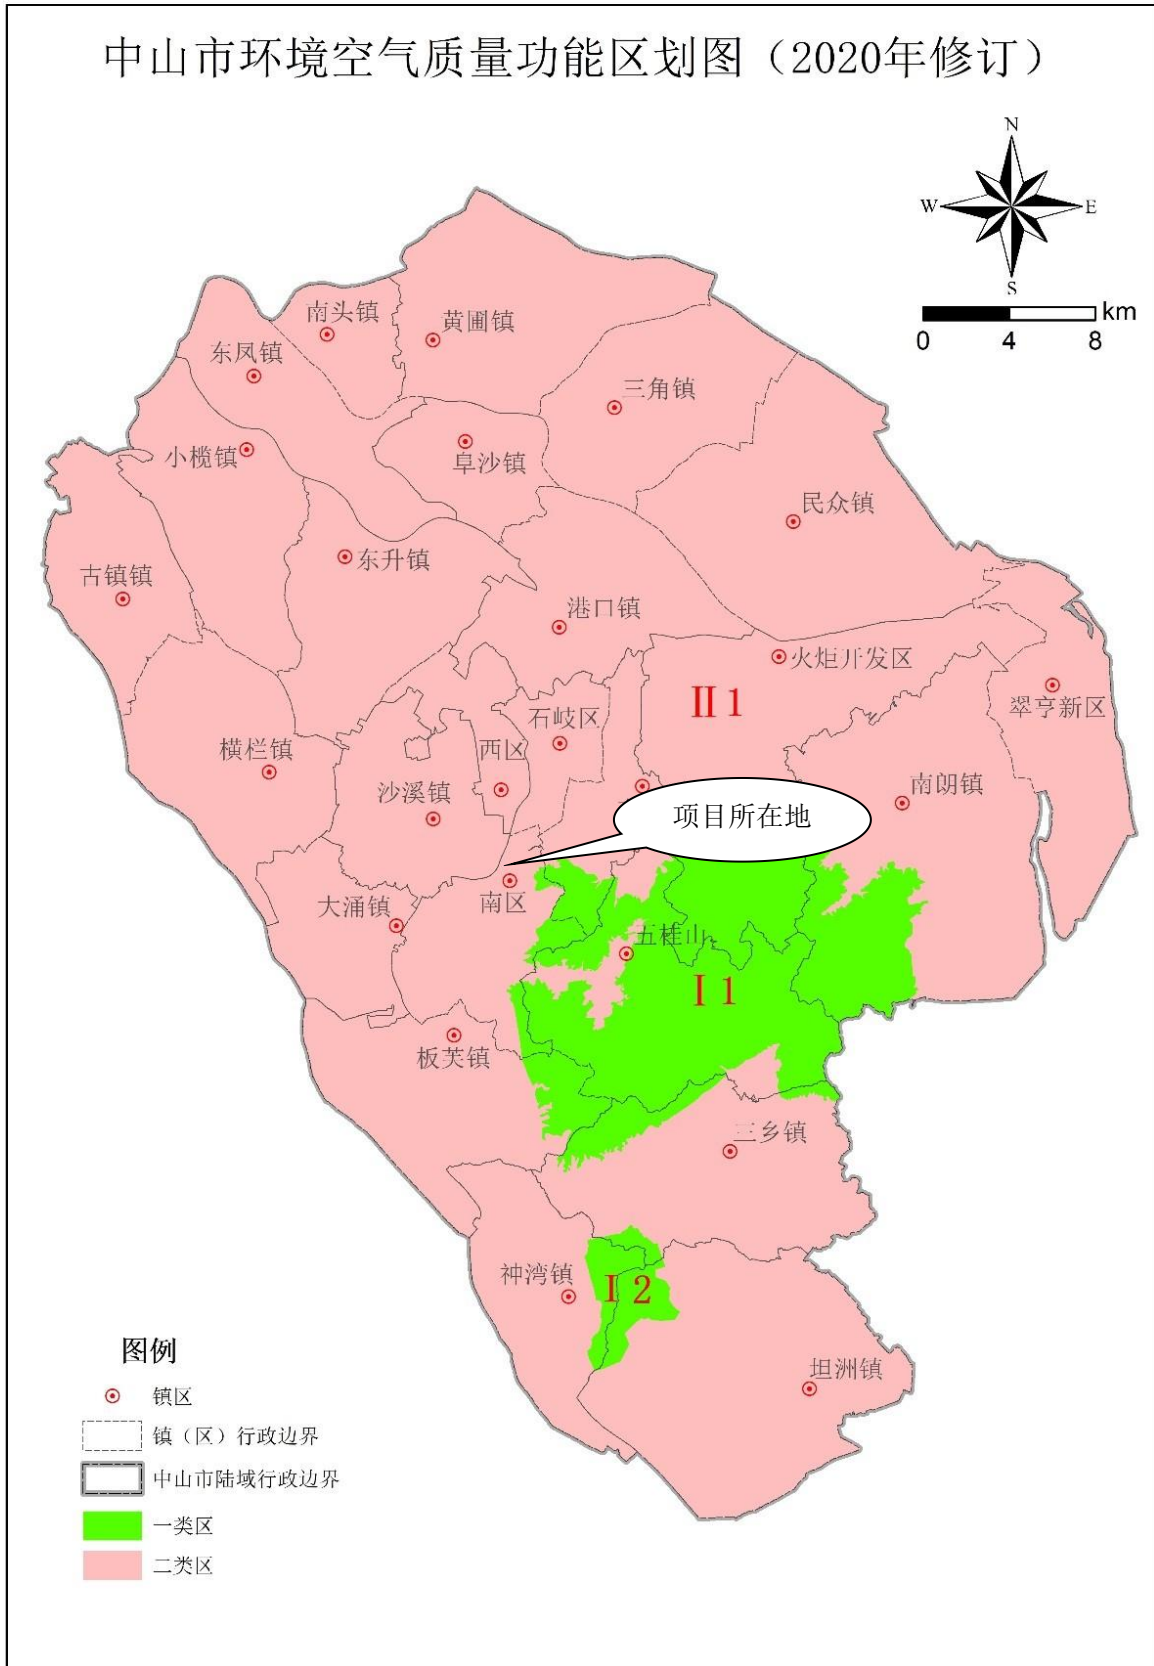 中山市环境空气质量功能区划图（2020年修订）
N
W
E
S
km
0 4 8
南头镇
黄圃镇
东凤镇
三角镇
小榄镇
阜沙镇
民众镇
东升镇
古镇镇
港口镇
火炬开发区
II 1
翠亨新区
石岐区
西区
横栏镇
沙溪镇
南朗镇
项目所在地
南区
大涌镇
五桂山
I 1
板芙镇
三乡镇
神湾镇
I 2
坦洲镇
图例
镇区
镇（区）行政边界
中山市陆域行政边界
一类区
二类区